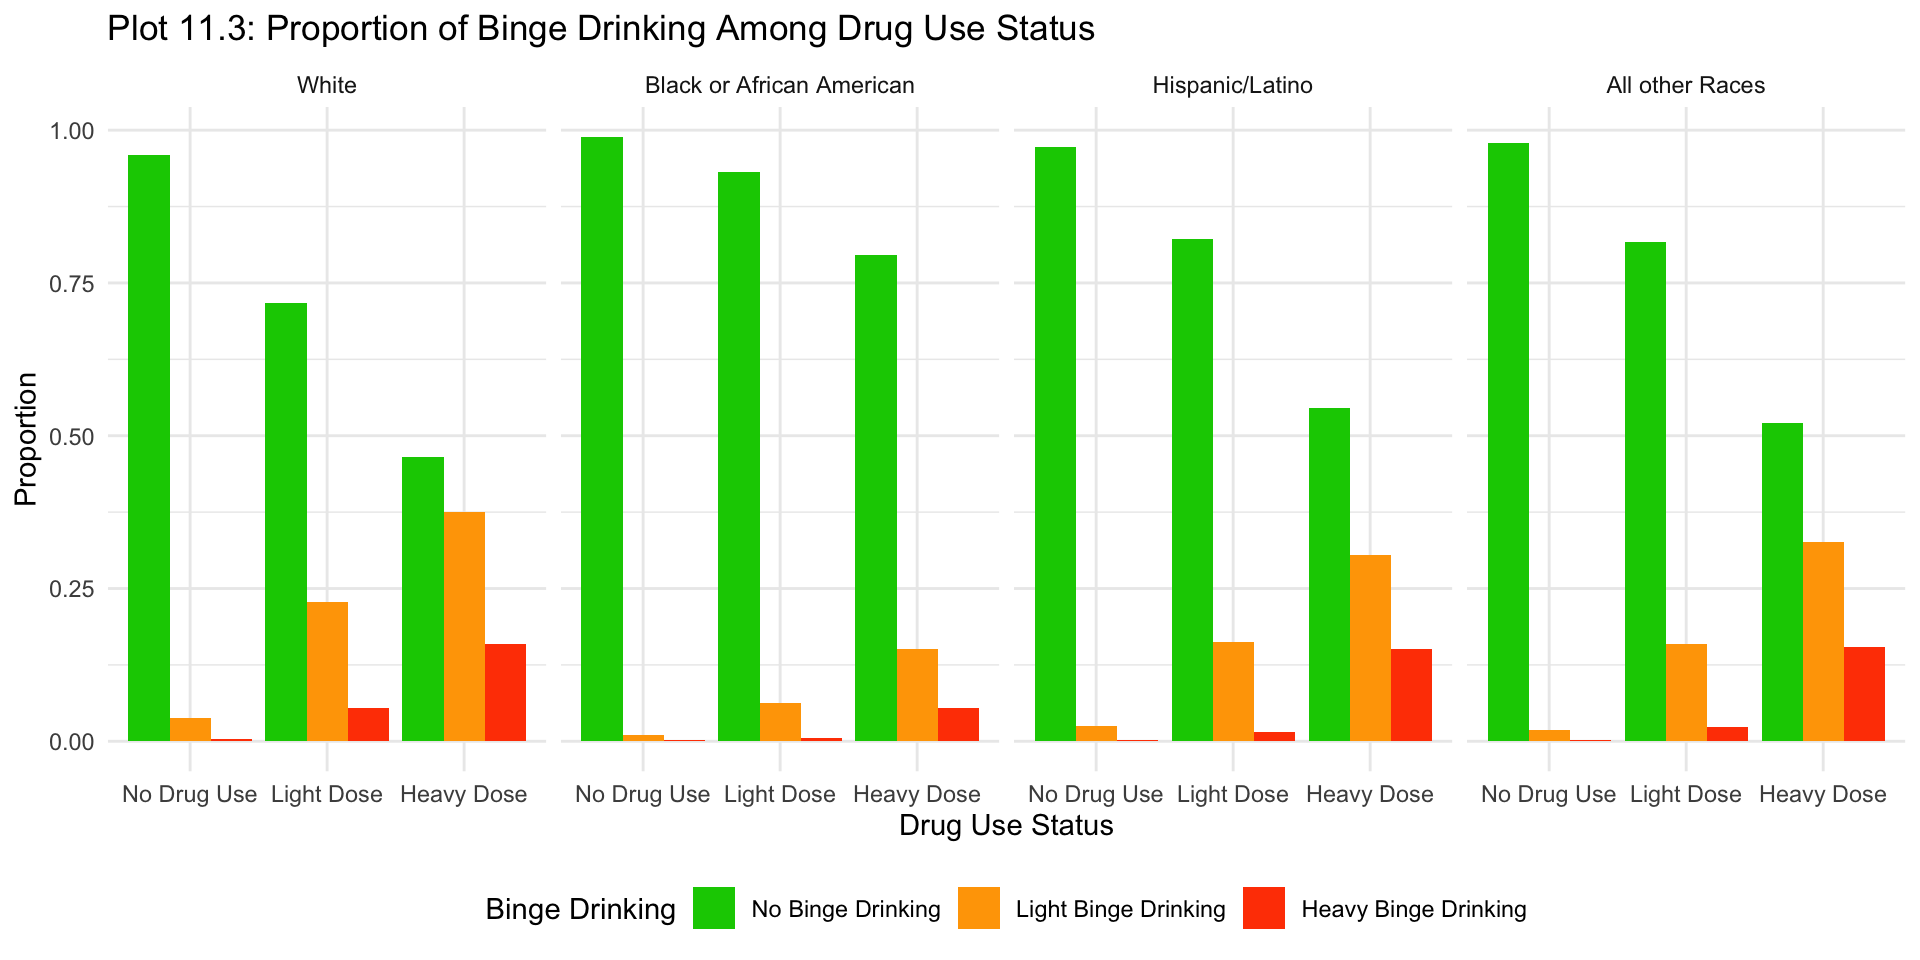 Plot 11.3: Proportion of Binge Drinking Among Drug Use Status
White
Black or African American
Hispanic/Latino
All other Races
Proportion
1.00
0.75
0.50
0.25
0.00
No Drug Use Light Dose Heavy Dose
No Drug Use Light Dose Heavy Dose
No Drug Use Light Dose Heavy Dose
No Drug Use Light Dose Heavy Dose
Drug Use Status
Binge Drinking No Binge Drinking Light Binge Drinking Heavy Binge Drinking